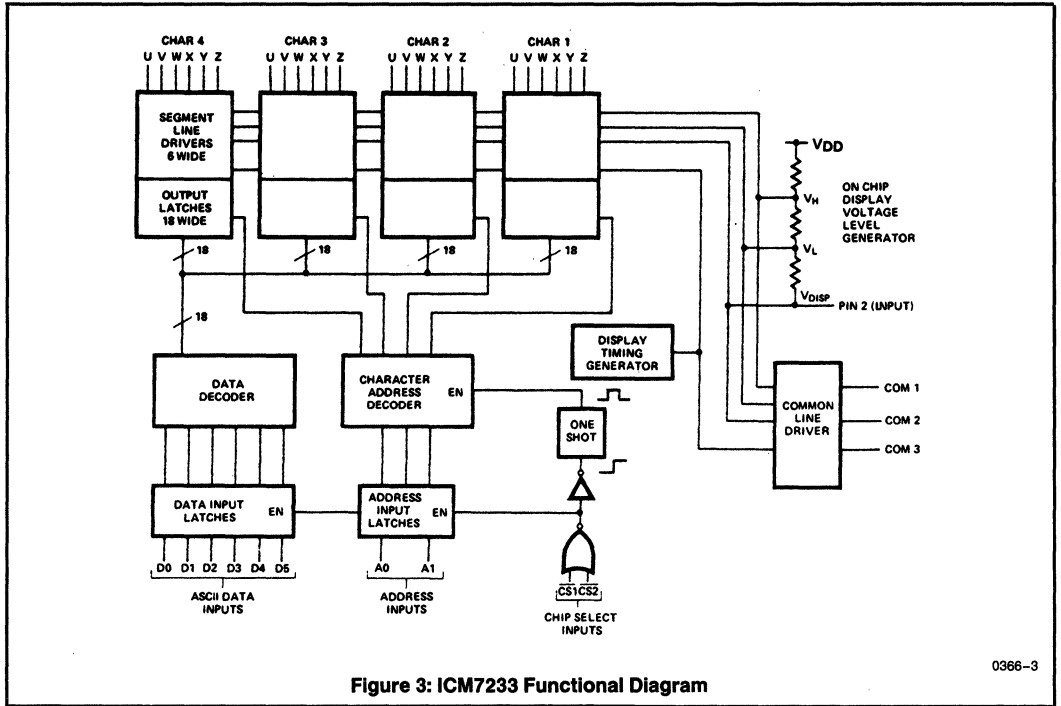 CHAR 4 CHAR 3 CHAR 2 CHAR 1
U V W X Y Z U V W X Y Z U V W X Y Z U V W X Y Z
SEGMENT
LINE
DRIVERS
6 WIDE
OUTPUT
LATCHES
18 WIDE
18 18 18 18
18
VDD
VH
VL
VDISP
ON CHIP
DISPLAY
VOLTAGE
LEVEL
GENERATOR
PIN 2 (INPUT)
DISPLAY
TIMING
GENERATOR
DATA
DECODER
CHARACTER
ADDRESS
DECODER
EN
ONE
SHOT
COMMON
LINE
DRIVER
COM 1
COM 2
COM 3
DATA INPUT
LATCHES
EN
ADDRESS
INPUT
LATCHES
EN
D0 D1 D2 D3 D4 D5
ASCII DATA
INPUTS
A0 A1
ADDRESS
INPUTS
CS1 CS2
CHIP SELECT
INPUTS
0366–3
Figure 3: ICM7233 Functional Diagram